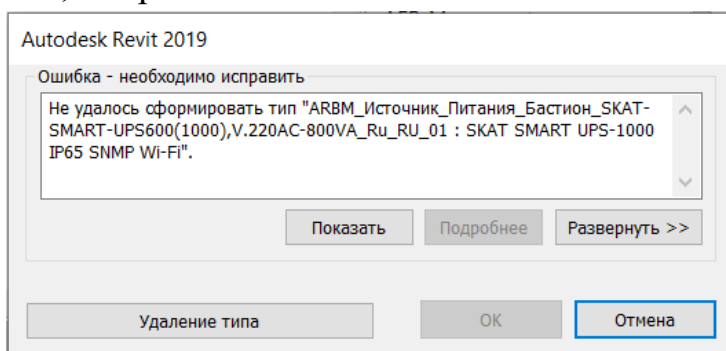 Autodesk Revit 2019
Ошибка - необходимо исправить
Не удалось сформировать тип "ARBM_Источник_Питания_Бастион_SKAT-
SMART-UPS600(1000),V.220AC-800VA_Ru_RU_01 : SKAT SMART UPS-1000
IP65 SNMP Wi-Fi".
Показать Подробнее Развернуть >>
Удаление типа OK Отмена